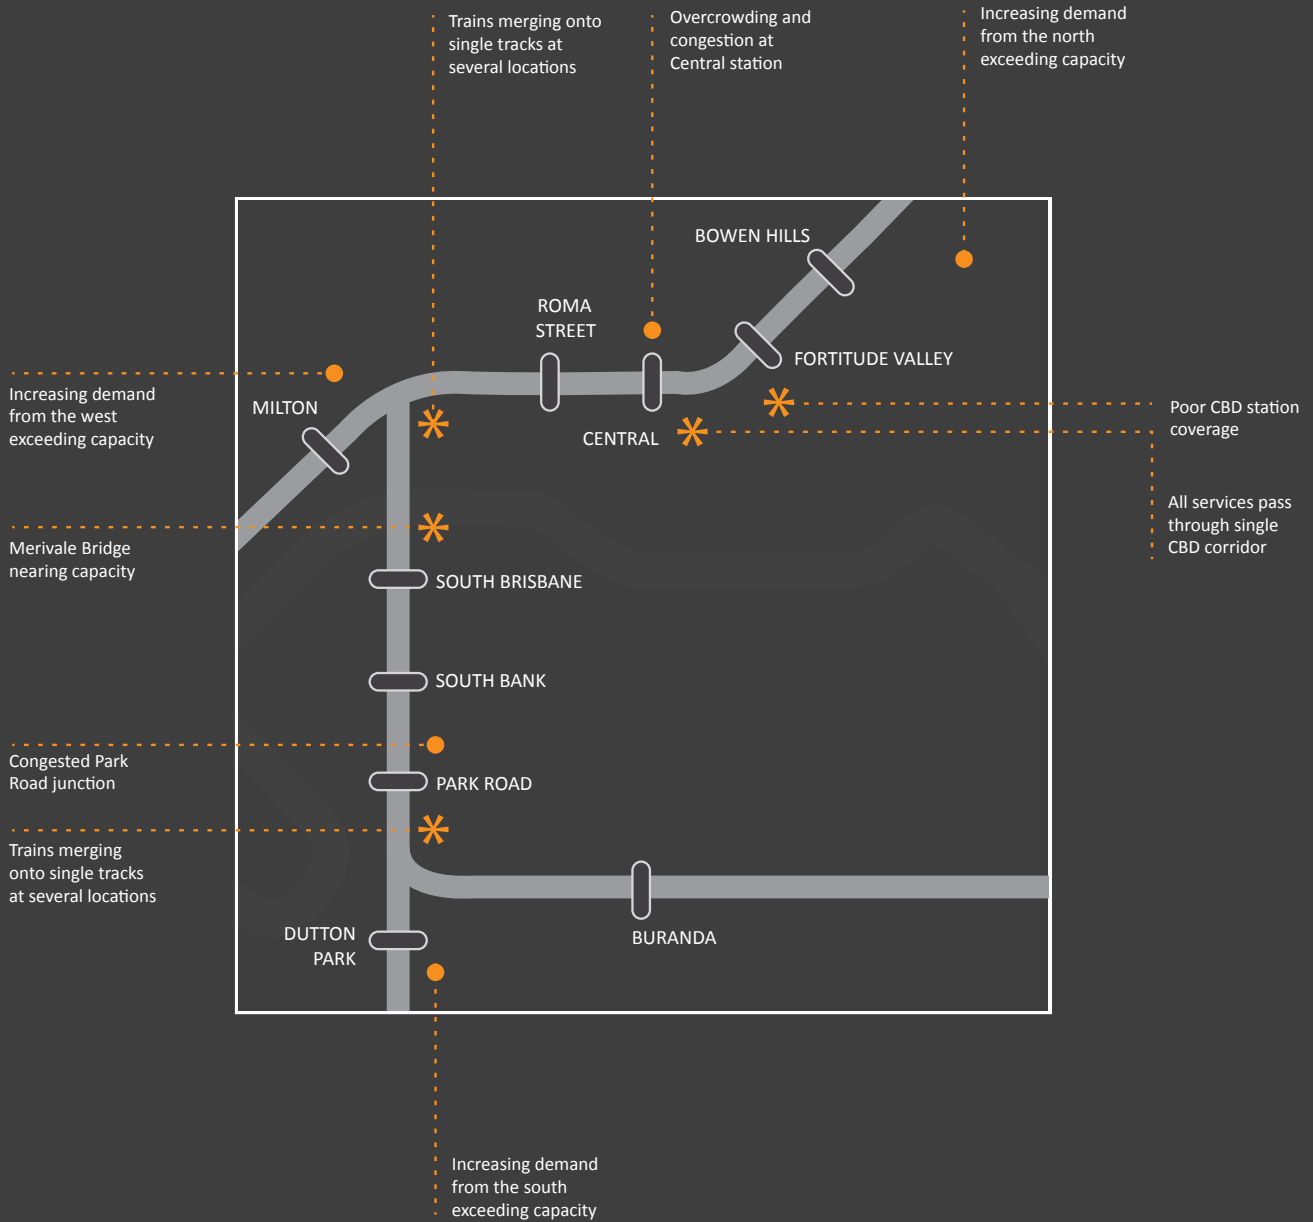 Trains merging onto
single tracks at
several locations
Overcrowding and
congestion at
Central station
Increasing demand
from the north
exceeding capacity
BOWEN HILLS
ROMA
STREET
FORTITUDE VALLEY
Increasing demand
from the west
exceeding capacity
MILTON
CENTRAL
Poor CBD station
coverage
All services pass
through single
CBD corridor
Merivale Bridge
nearing capacity
SOUTH BRISBANE
SOUTH BANK
Congested Park
Road junction
PARK ROAD
Trains merging
onto single tracks
at several locations
DUTTON
PARK
BURANDA
Increasing demand
from the south
exceeding capacity